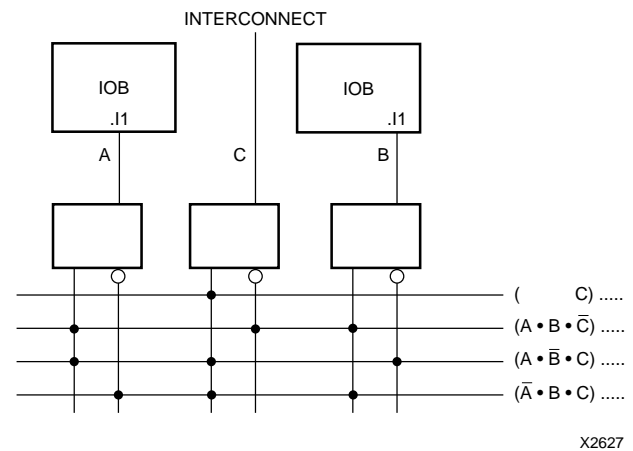 INTERCONNECT
IOB
IOB
.I1
.I1
A
C
B
( C) .....
(A • B • C̅) .....
(A • B̅ • C) .....
(A̅ • B • C) .....
X2627